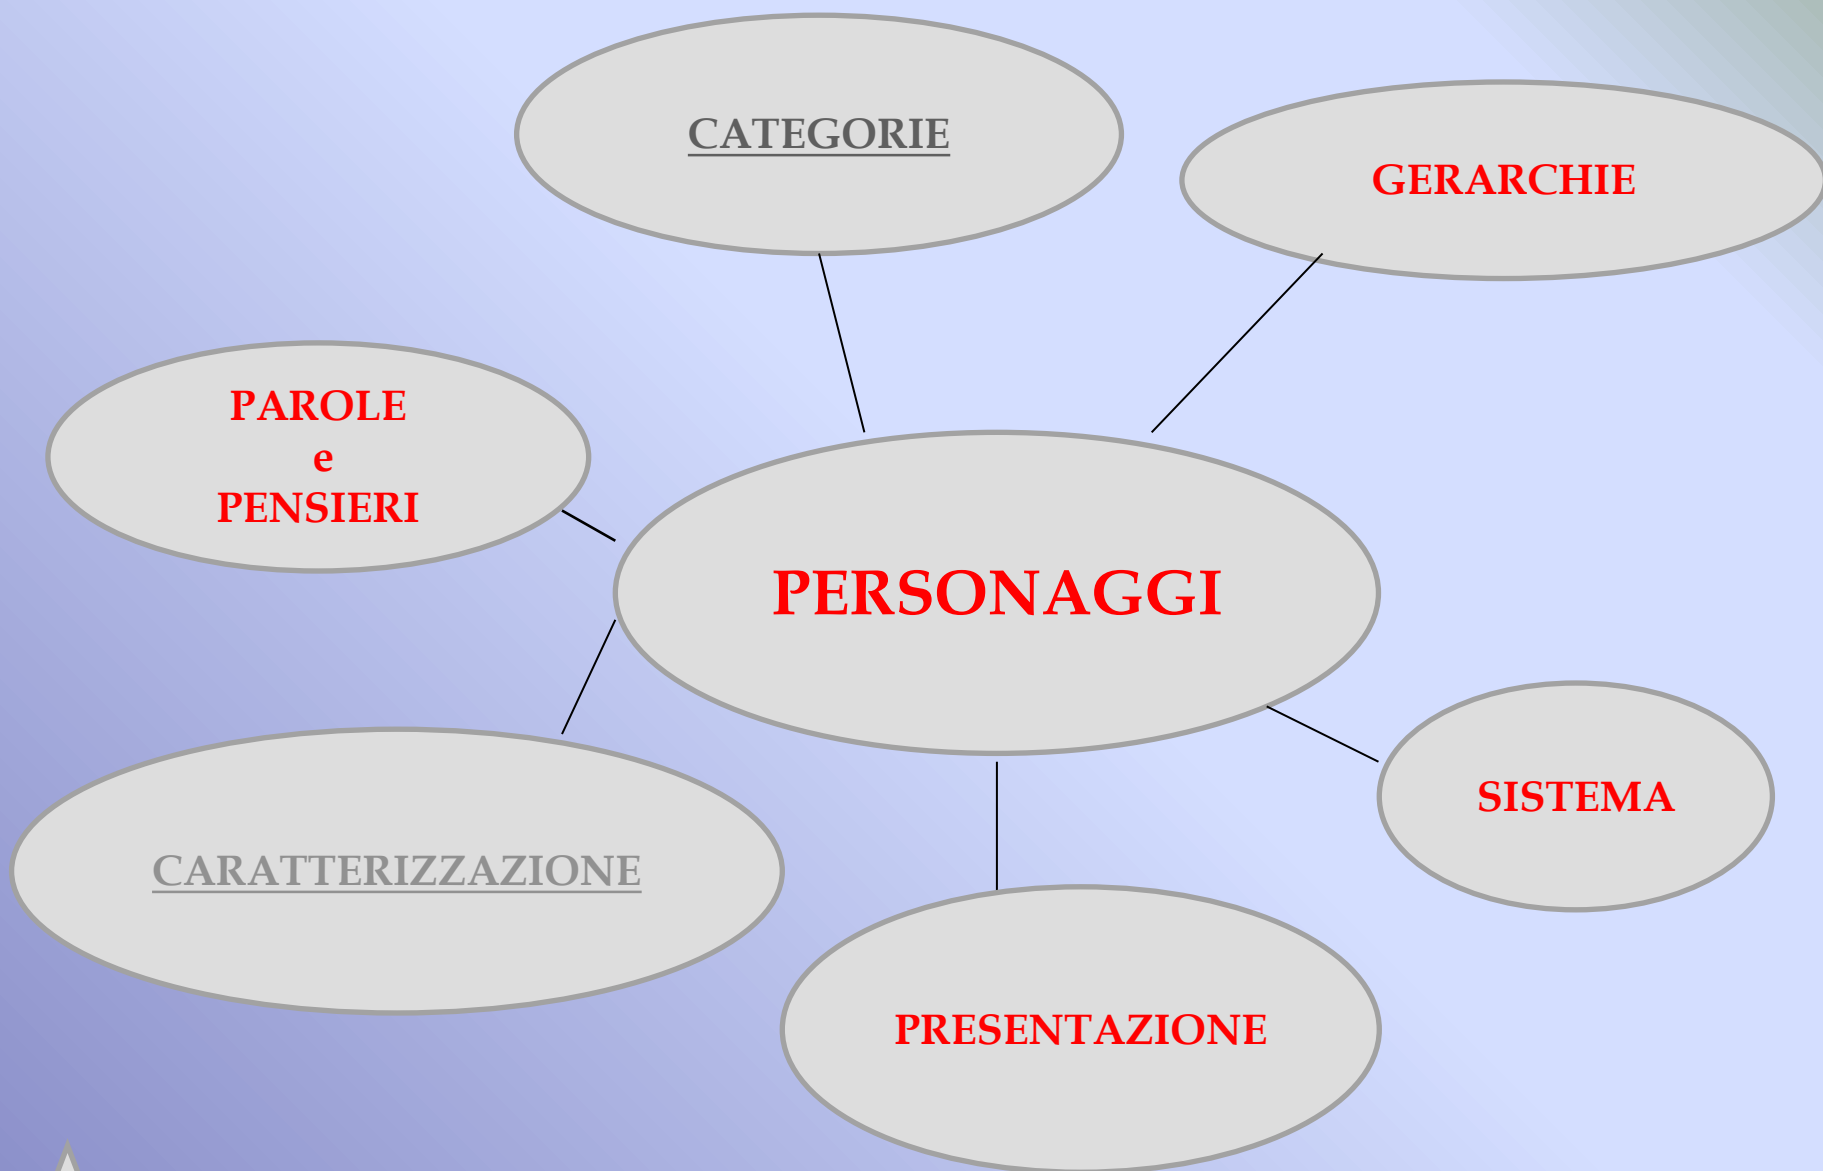 CATEGORIE
GERARCHIE
PAROLE
e
PENSIERI
PERSONAGGI
SISTEMA
CARATTERIZZAZIONE
PRESENTAZIONE